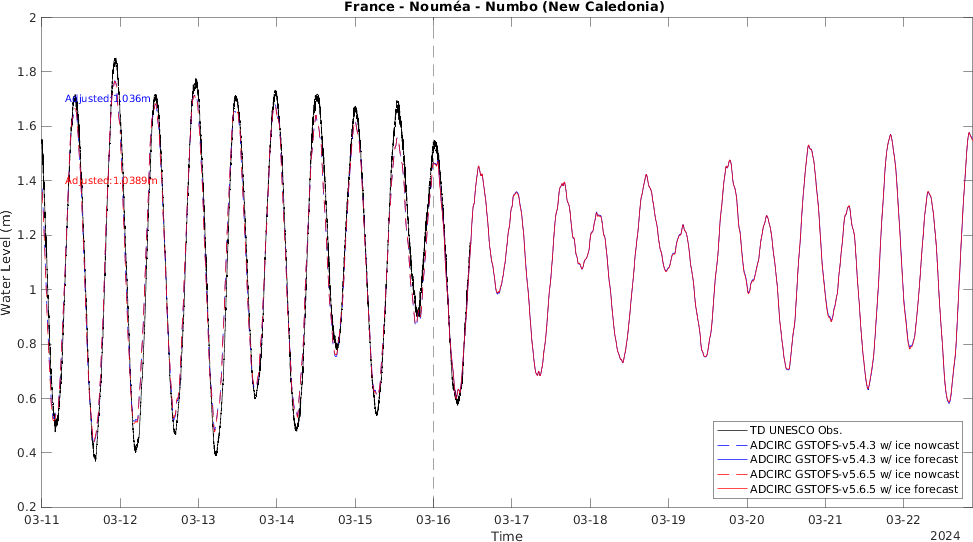 France - Nouméa - Numbo (New Caledonia)
2
1.8
1.6
1.4
1.2
1
0.8
0.6
0.4
0.2
Water Level (m)
Adjusted:1.036m
Adjusted:1.0389m
TD UNESCO Obs.
ADCIRC GSTOFS-v5.4.3 w/ ice nowcast
ADCIRC GSTOFS-v5.4.3 w/ ice forecast
ADCIRC GSTOFS-v5.6.5 w/ ice nowcast
ADCIRC GSTOFS-v5.6.5 w/ ice forecast
03-11 03-12 03-13 03-14 03-15 03-16 03-17 03-18 03-19 03-20 03-21 03-22
Time
2024